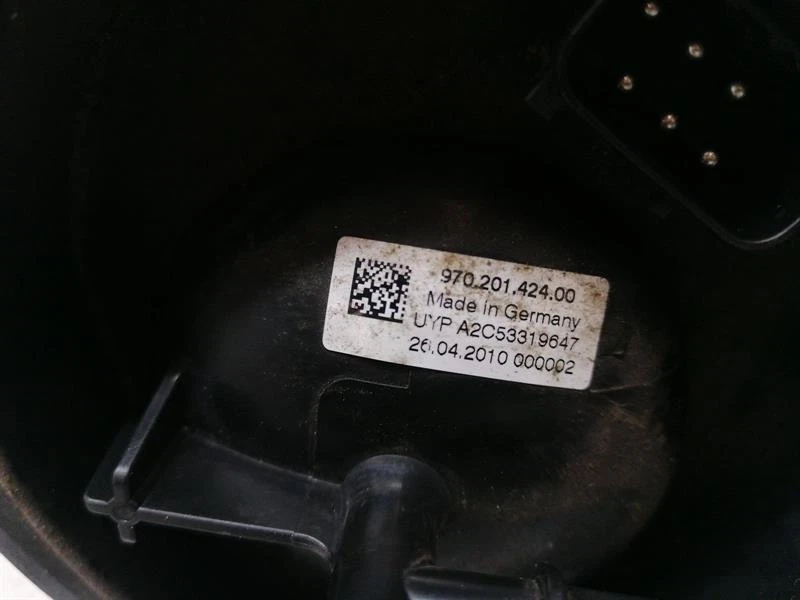 970.201.424.00
Made in Germany
UYP A2C53319647
26.04.2010 000002